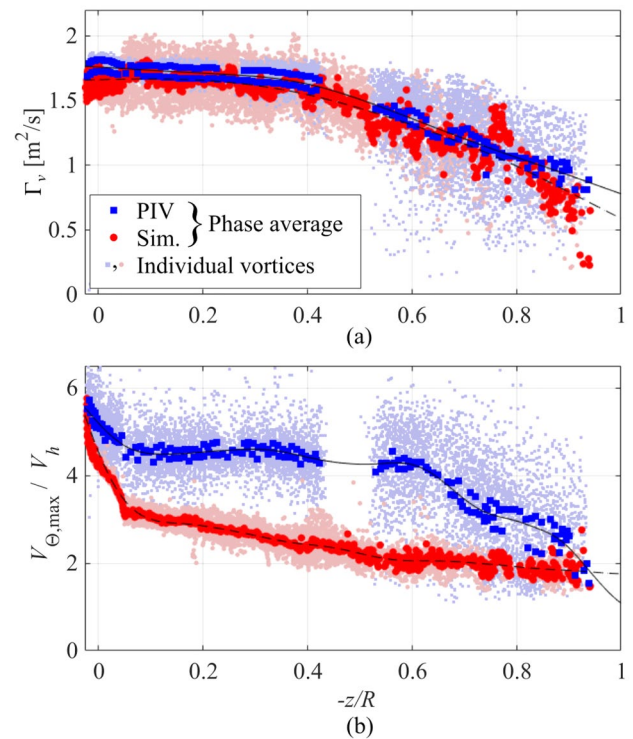 2
1.5
1
0.5
0
Γv [m²/s]
PIV
Sim.
} Phase average
, Individual vortices
0 0.2 0.4 0.6 0.8 1
(a)
6
4
2
0
VΘ,max / Vh
0 0.2 0.4 0.6 0.8 1
-z/R
(b)